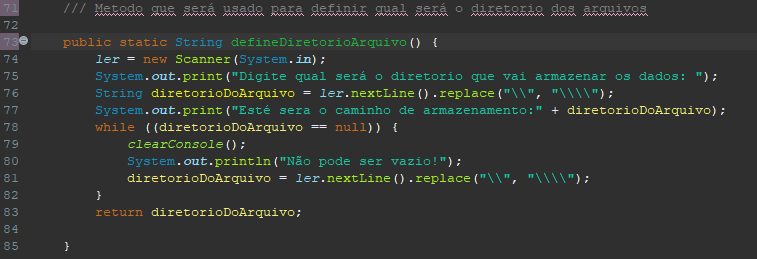 71 /// Metodo que será usado para definir qual será o diretorio dos arquivos
72
73 public static String defineDiretorioArquivo() {
74 ler = new Scanner(System.in);
75 System.out.print("Digite qual será o diretorio que vai armazenar os dados: ");
76 String diretorioDoArquivo = ler.nextLine().replace("\\", "\\\\");
77 System.out.print("Esté sera o caminho de armazenamento:" + diretorioDoArquivo);
78 while ((diretorioDoArquivo == null)) {
79 clearConsole();
80 System.out.println("Não pode ser vazio!");
81 diretorioDoArquivo = ler.nextLine().replace("\\", "\\\\");
82 }
83 return diretorioDoArquivo;
84
85 }